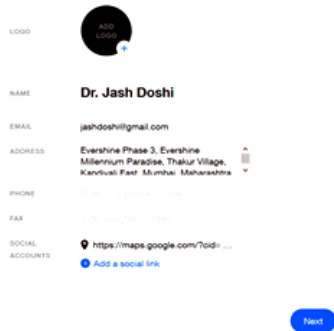 LOGO
ADD
LOGO
NAME
Dr. Jash Doshi
EMAIL
jashdoshi@gmail.com
ADDRESS
Evershine Phase 3, Evershine
Millennium Paradise, Thakur Village,
Kandivali East, Mumbai, Maharashtra
PHONE
FAX
SOCIAL
ACCOUNTS
https://maps.google.com/?cid= ...
Add a social link
Next